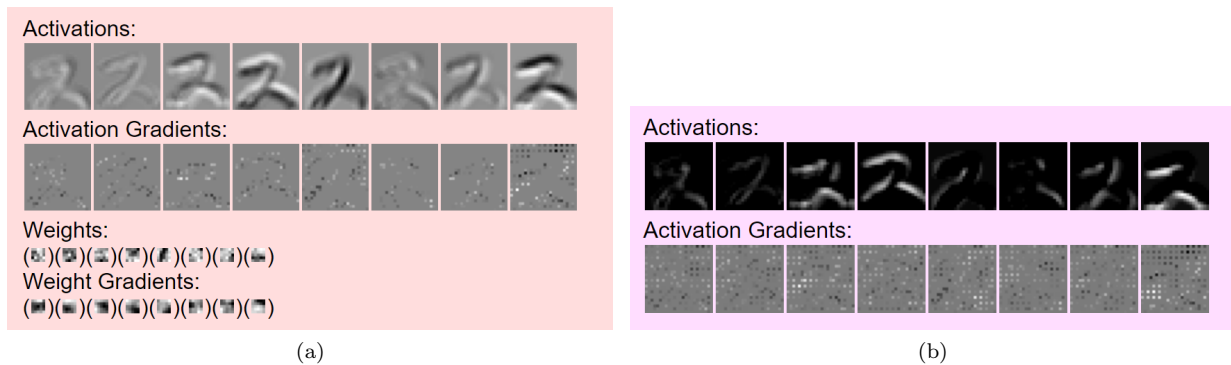 Activations:
Activation Gradients:
Weights:
( )( )( )( )( )( )( )( )
Weight Gradients:
( )( )( )( )( )( )( )( )
(a)
Activations:
Activation Gradients:
(b)